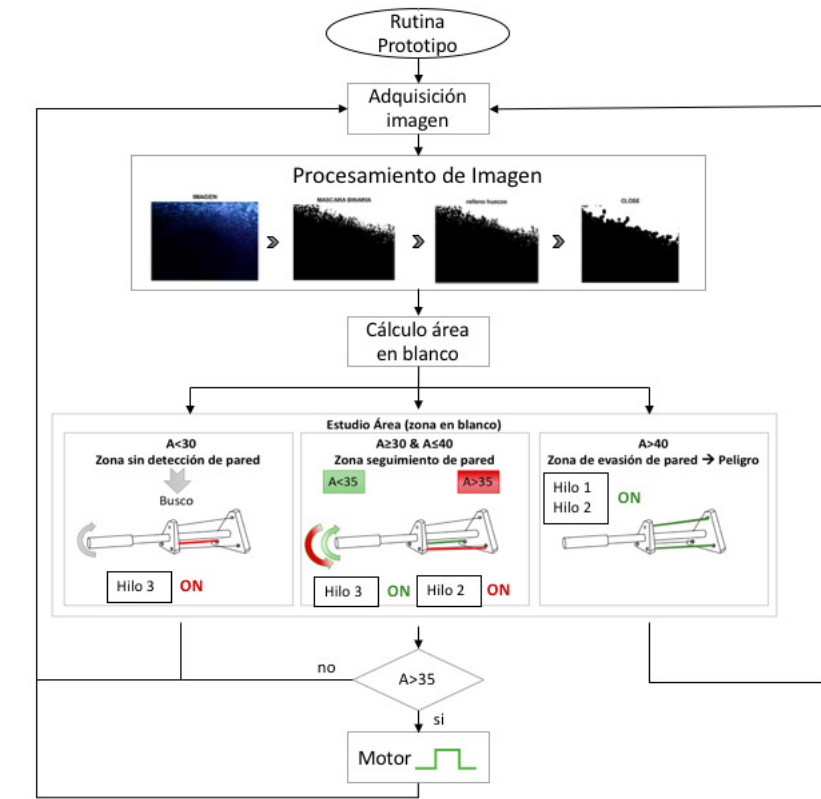 Rutina
Prototipo
Adquisición
imagen
Procesamiento de Imagen
IMAGEN
MASCARA BINARIA
relleno huecos
CLOSE
Cálculo área
en blanco
Estudio Área (zona en blanco)
A<30
Zona sin detección de pared
Busco
Hilo 3
ON
A≥30 & A≤40
Zona seguimiento de pared
A<35
A>35
Hilo 3
ON
Hilo 2
ON
A>40
Zona de evasión de pared → Peligro
Hilo 1
Hilo 2
ON
no
A>35
si
Motor